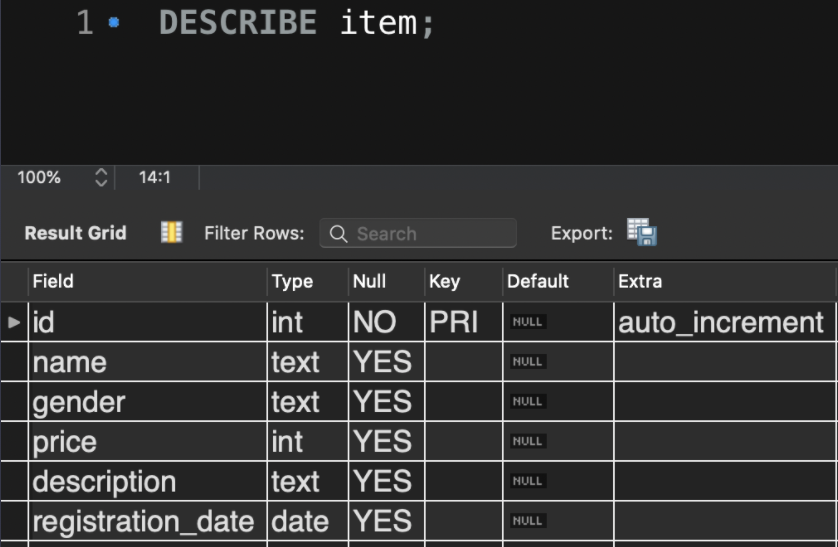 1 DESCRIBE item;
100% 14:1
Result Grid Filter Rows: Search Export:
Field Type Null Key Default Extra
id int NO PRI NULL auto_increment
name text YES NULL
gender text YES NULL
price int YES NULL
description text YES NULL
registration_date date YES NULL